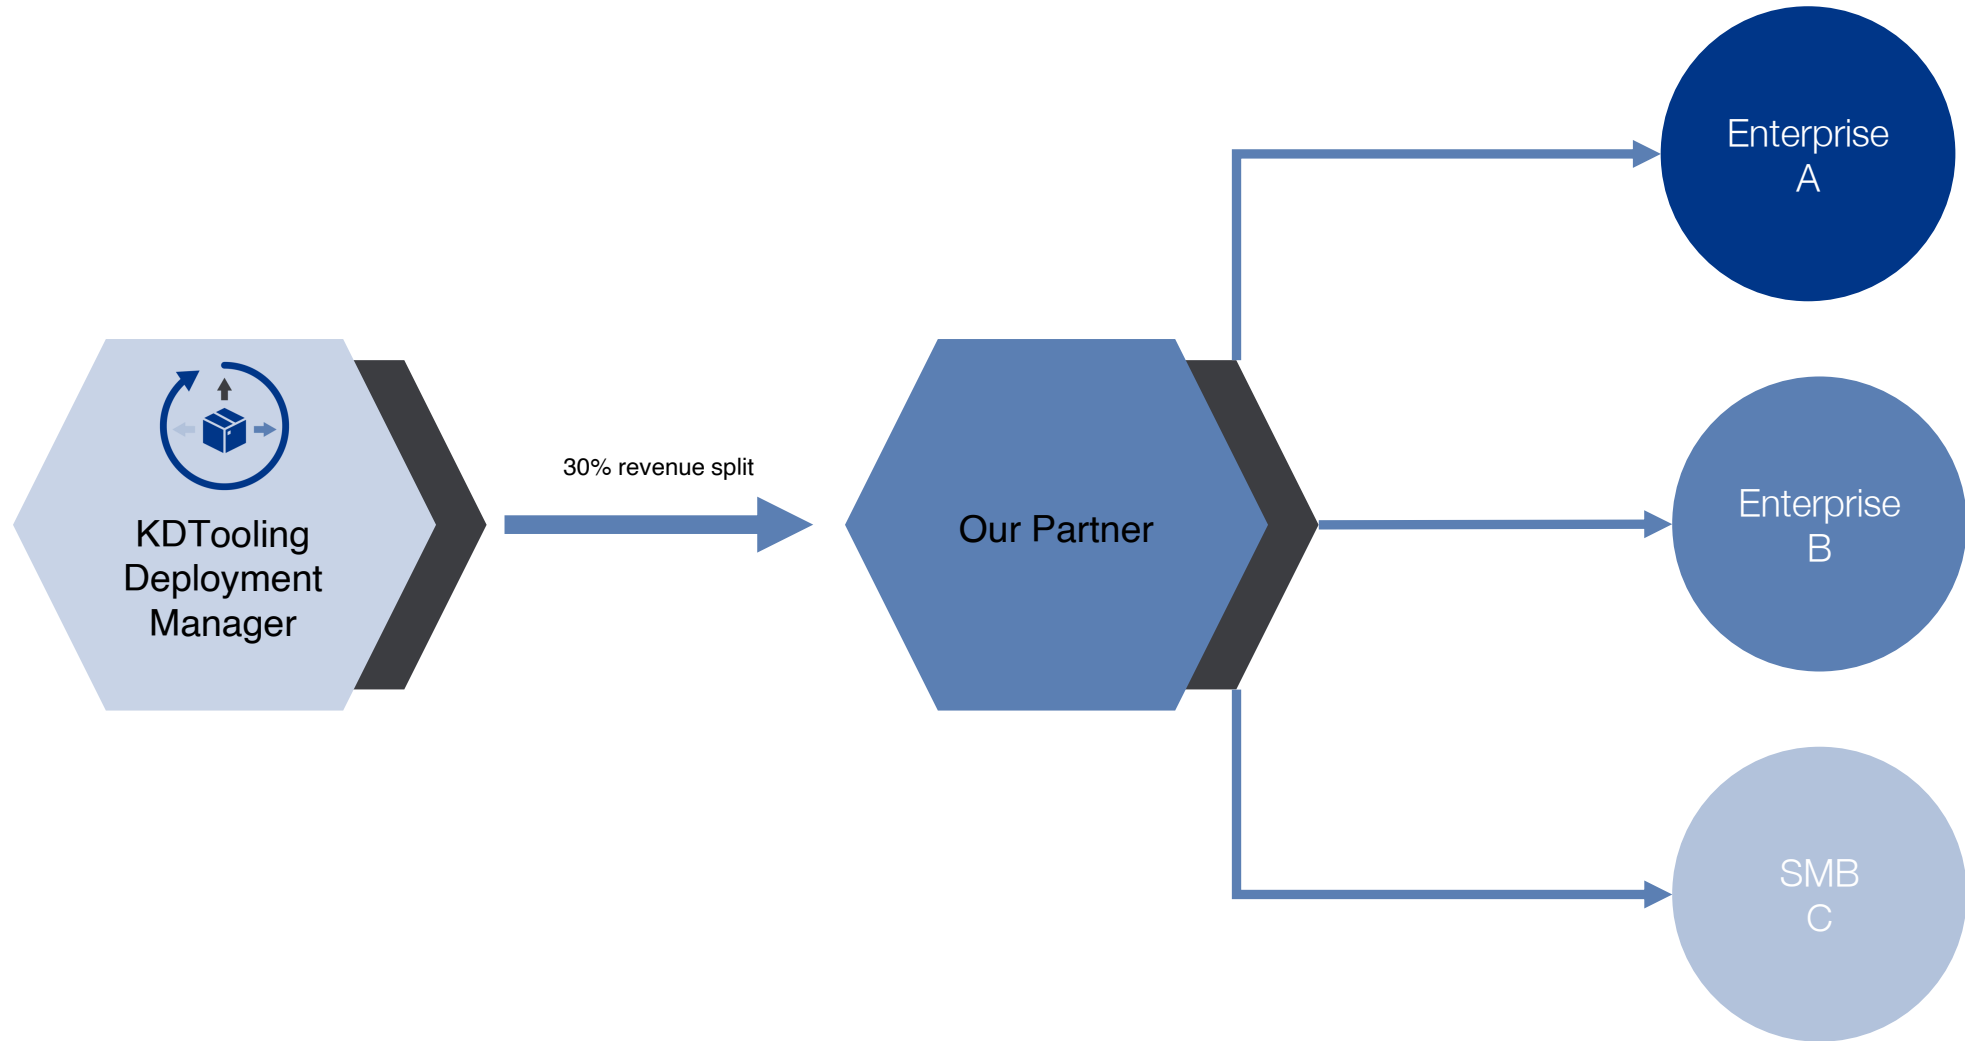 KDTooling
Deployment
Manager
30% revenue split
Our Partner
Enterprise
A
Enterprise
B
SMB
C